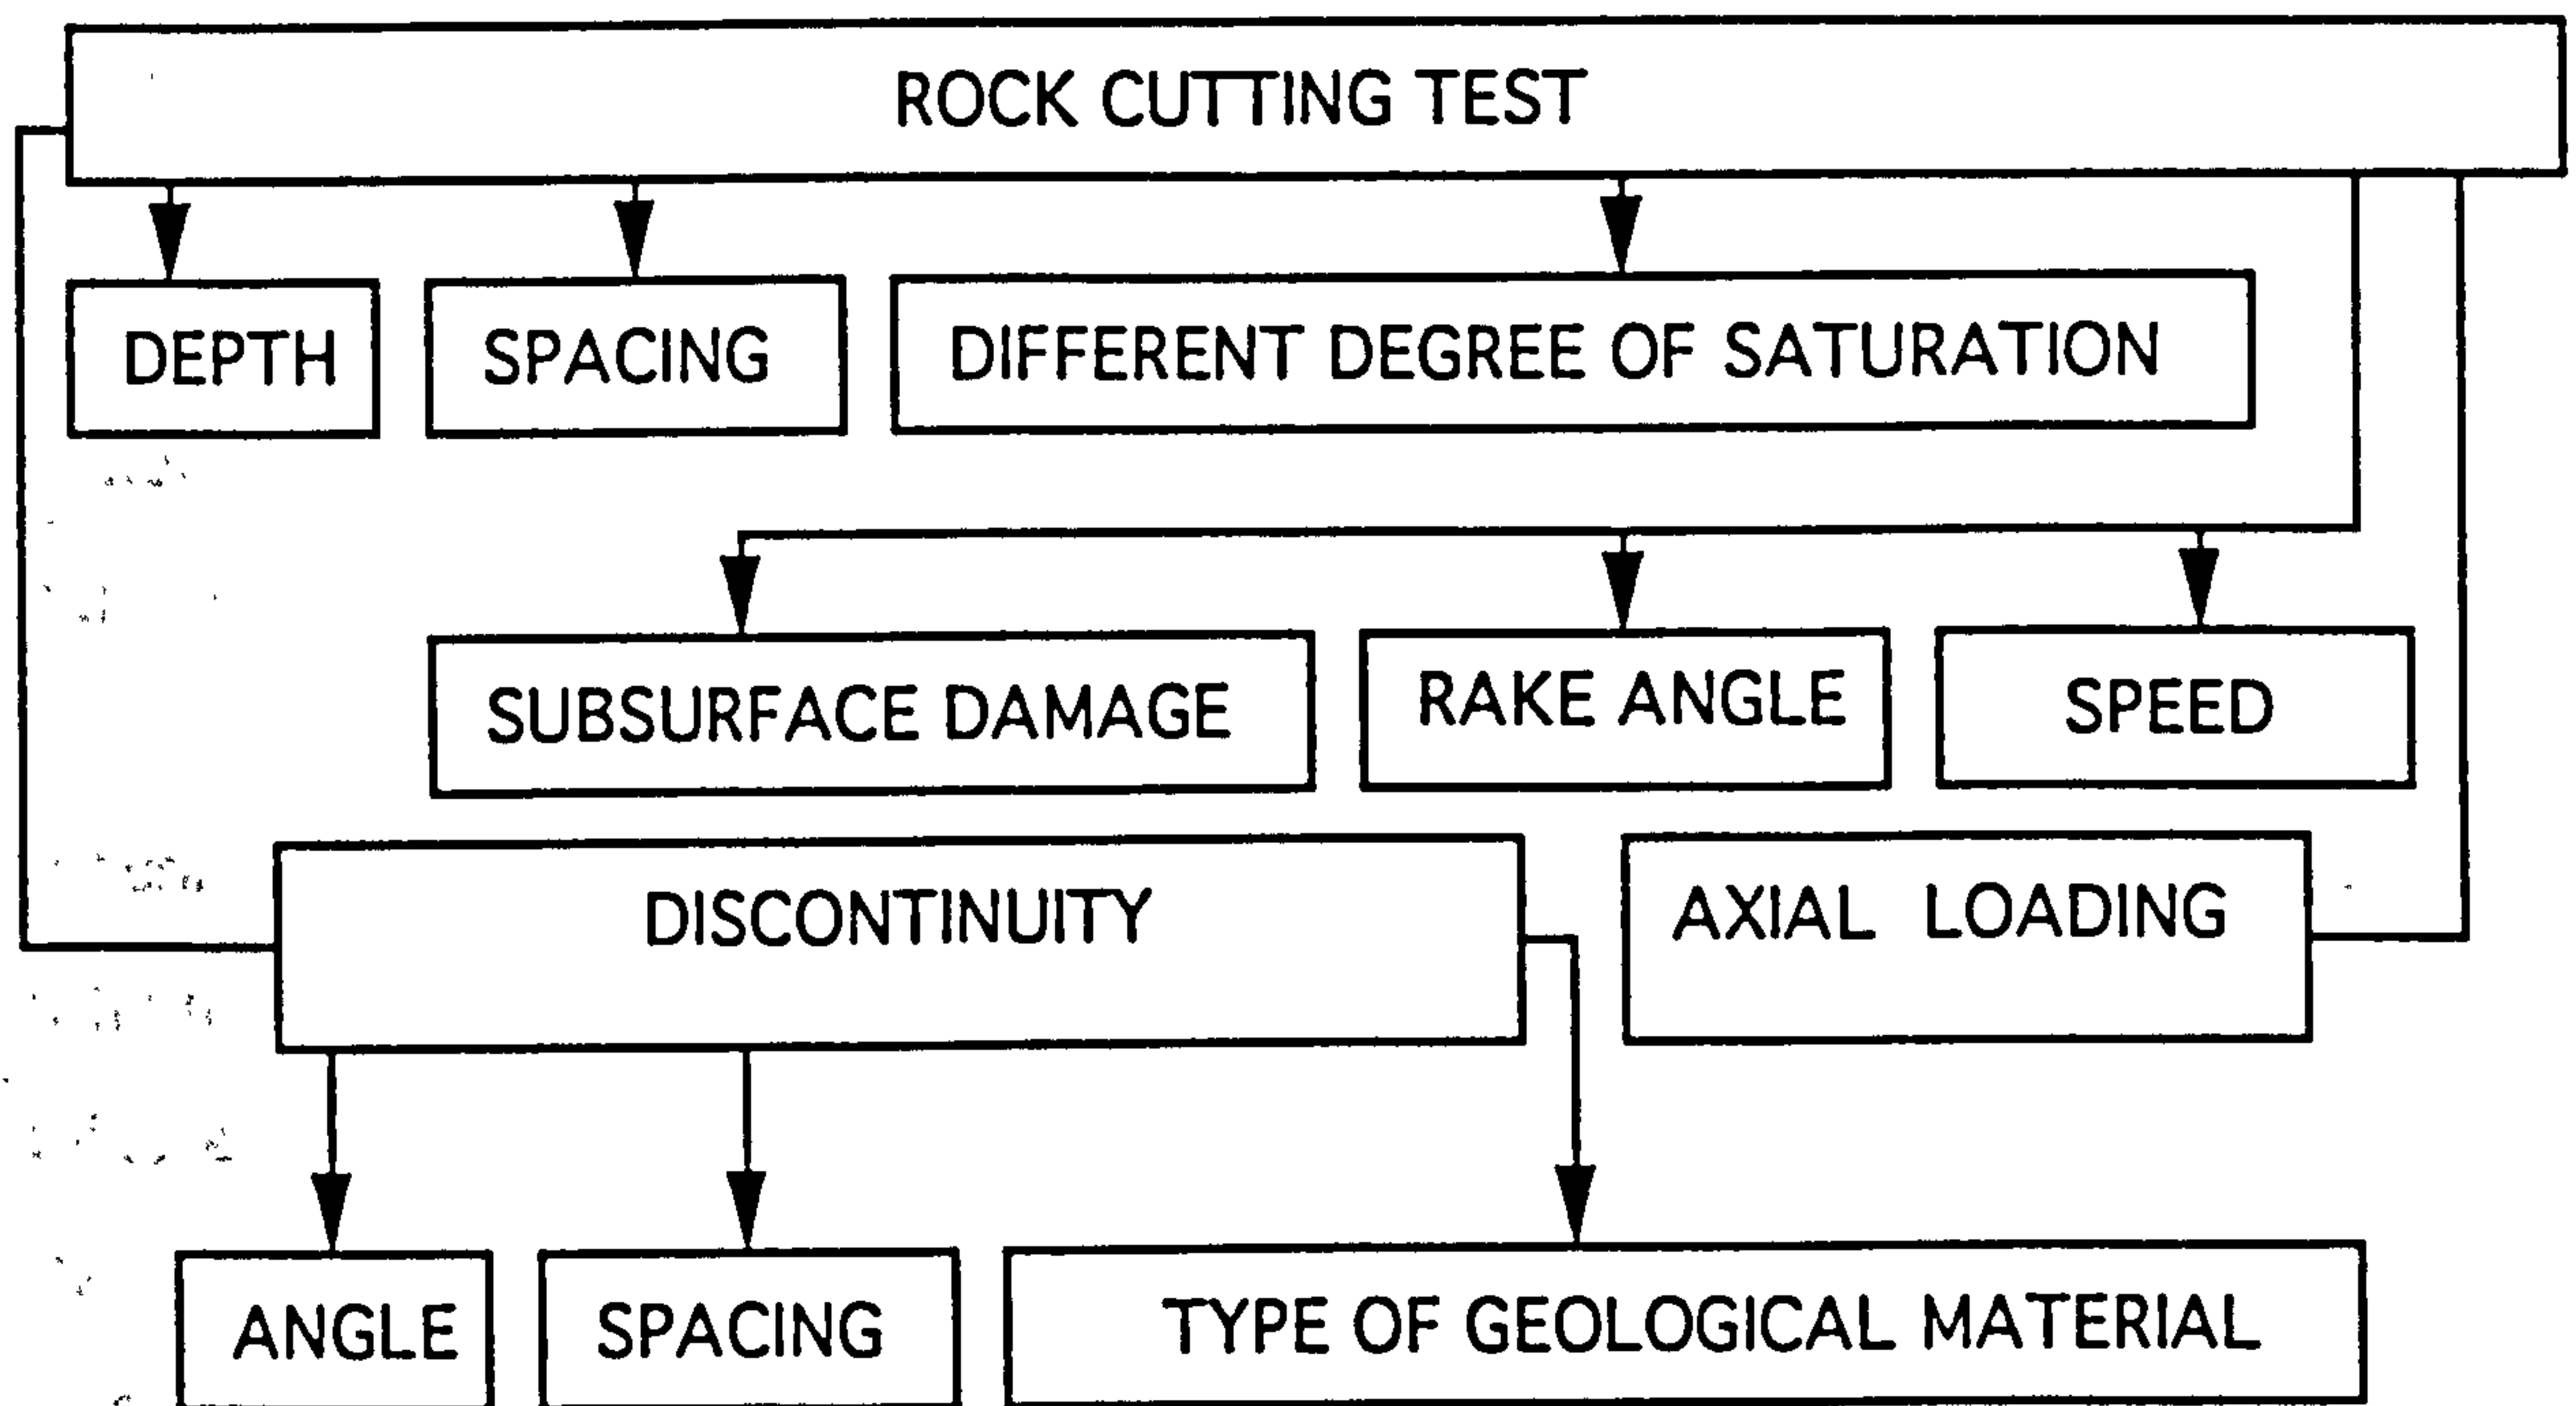 ROCK CUTTING TEST
DEPTH
SPACING
DIFFERENT DEGREE OF SATURATION
SUBSURFACE DAMAGE
RAKE ANGLE
SPEED
DISCONTINUITY
AXIAL LOADING
ANGLE
SPACING
TYPE OF GEOLOGICAL MATERIAL